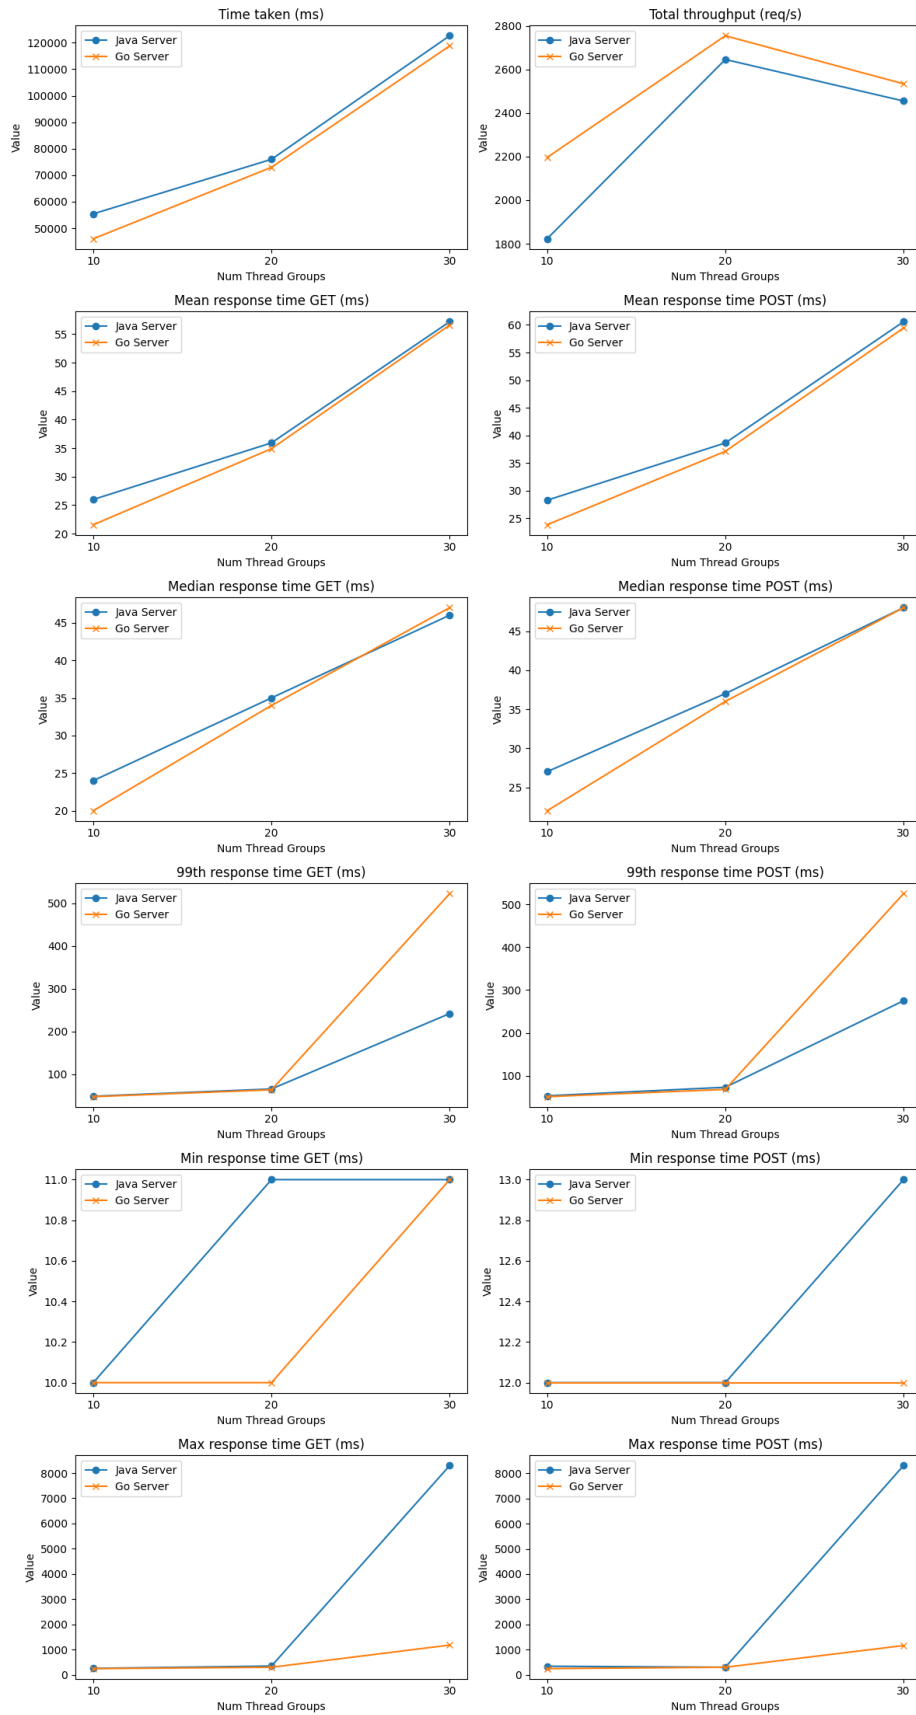 Time taken (ms)
Java Server
Go Server
Value
120000
110000
100000
90000
80000
70000
60000
50000
10
20
30
Num Thread Groups
Total throughput (req/s)
Java Server
Go Server
Value
2800
2600
2400
2200
2000
1800
10
20
30
Num Thread Groups
Mean response time GET (ms)
Java Server
Go Server
Value
55
50
45
40
35
30
25
20
10
20
30
Num Thread Groups
Mean response time POST (ms)
Java Server
Go Server
Value
60
55
50
45
40
35
30
25
10
20
30
Num Thread Groups
Median response time GET (ms)
Java Server
Go Server
Value
45
40
35
30
25
20
10
20
30
Num Thread Groups
Median response time POST (ms)
Java Server
Go Server
Value
45
40
35
30
25
10
20
30
Num Thread Groups
99th response time GET (ms)
Java Server
Go Server
Value
500
400
300
200
100
10
20
30
Num Thread Groups
99th response time POST (ms)
Java Server
Go Server
Value
500
400
300
200
100
10
20
30
Num Thread Groups
Min response time GET (ms)
Java Server
Go Server
Value
11.0
10.8
10.6
10.4
10.2
10.0
10
20
30
Num Thread Groups
Min response time POST (ms)
Java Server
Go Server
Value
13.0
12.8
12.6
12.4
12.2
12.0
10
20
30
Num Thread Groups
Max response time GET (ms)
Java Server
Go Server
Value
8000
7000
6000
5000
4000
3000
2000
1000
0
10
20
30
Num Thread Groups
Max response time POST (ms)
Java Server
Go Server
Value
8000
7000
6000
5000
4000
3000
2000
1000
0
10
20
30
Num Thread Groups